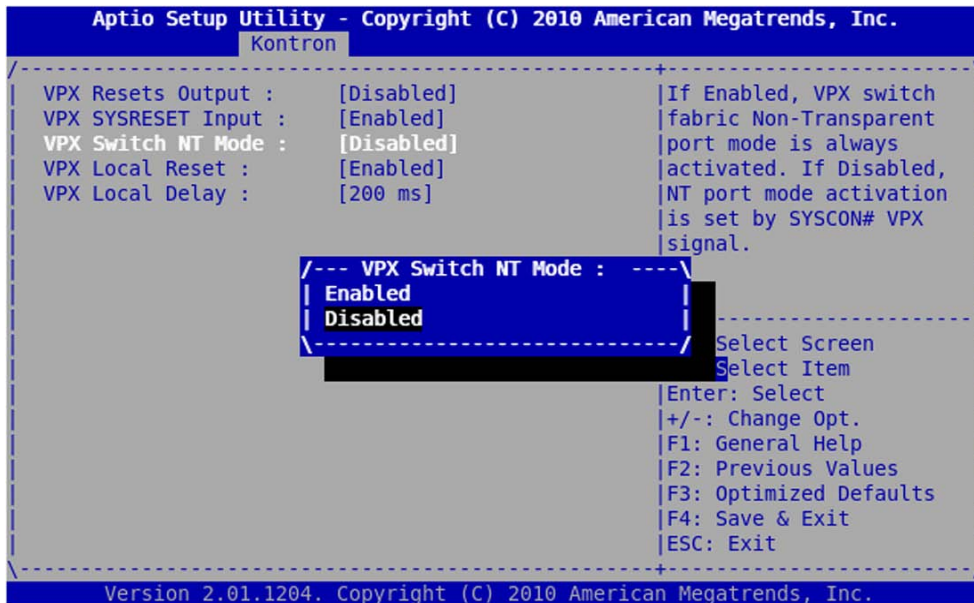 Aptio Setup Utility - Copyright (C) 2010 American Megatrends, Inc.
Kontron
VPX Resets Output : [Disabled]
VPX SYSRESET Input : [Enabled]
VPX Switch NT Mode : [Disabled]
VPX Local Reset : [Enabled]
VPX Local Delay : [200 ms]
If Enabled, VPX switch
fabric Non-Transparent
port mode is always
activated. If Disabled,
NT port mode activation
is set by SYSCON# VPX
signal.
/--- VPX Switch NT Mode : ----\
Enabled
Disabled
Select Screen
Select Item
Enter: Select
+/-: Change Opt.
F1: General Help
F2: Previous Values
F3: Optimized Defaults
F4: Save & Exit
ESC: Exit
Version 2.01.1204. Copyright (C) 2010 American Megatrends, Inc.